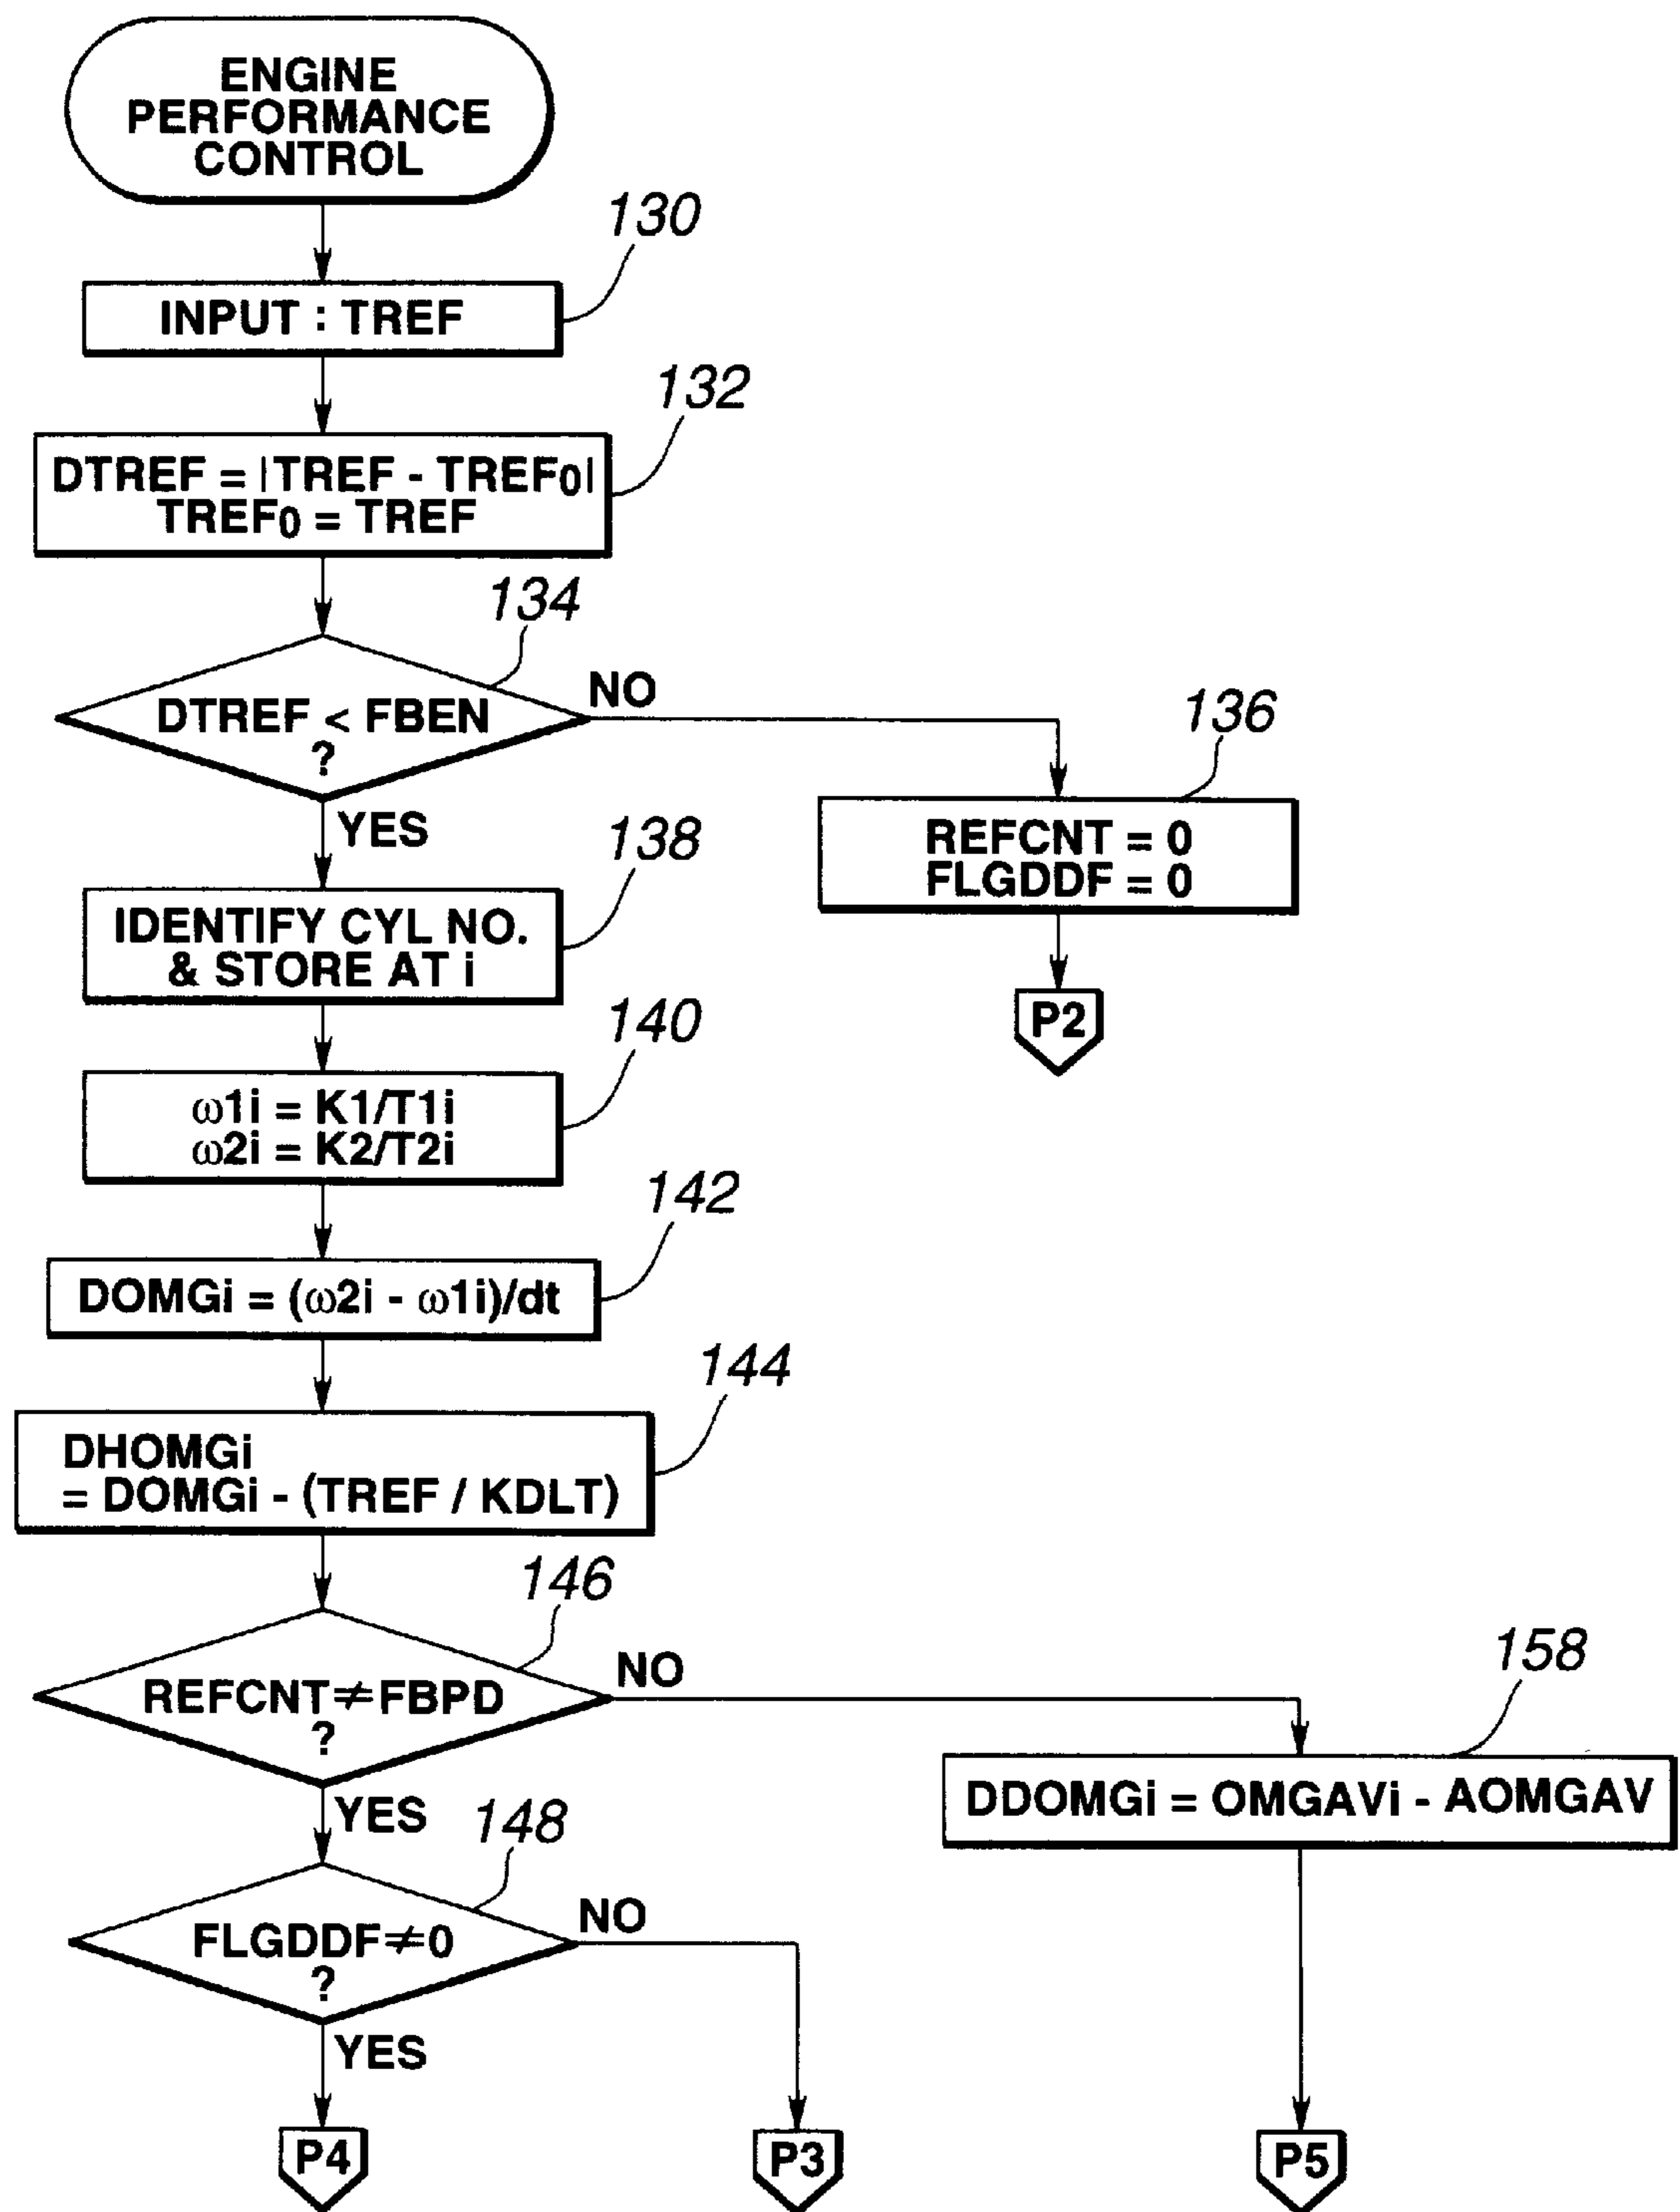 ENGINE
PERFORMANCE
CONTROL
130
INPUT : TREF
132
DTREF = |TREF - TREF0|
TREF0 = TREF
134
DTREF < FBEN
?
NO
YES
136
REFCNT = 0
FLGDDF = 0
P2
138
IDENTIFY CYL NO.
& STORE AT i
140
ω1i = K1/T1i
ω2i = K2/T2i
142
DOMGi = (ω2i - ω1i)/dt
144
DHOMGi
= DOMGi - (TREF / KDLT)
146
REFCNT≠FBPD
?
NO
YES
158
DDOMGi = OMGAVi - AOMGAV
148
FLGDDF≠0
?
NO
YES
P4
P3
P5